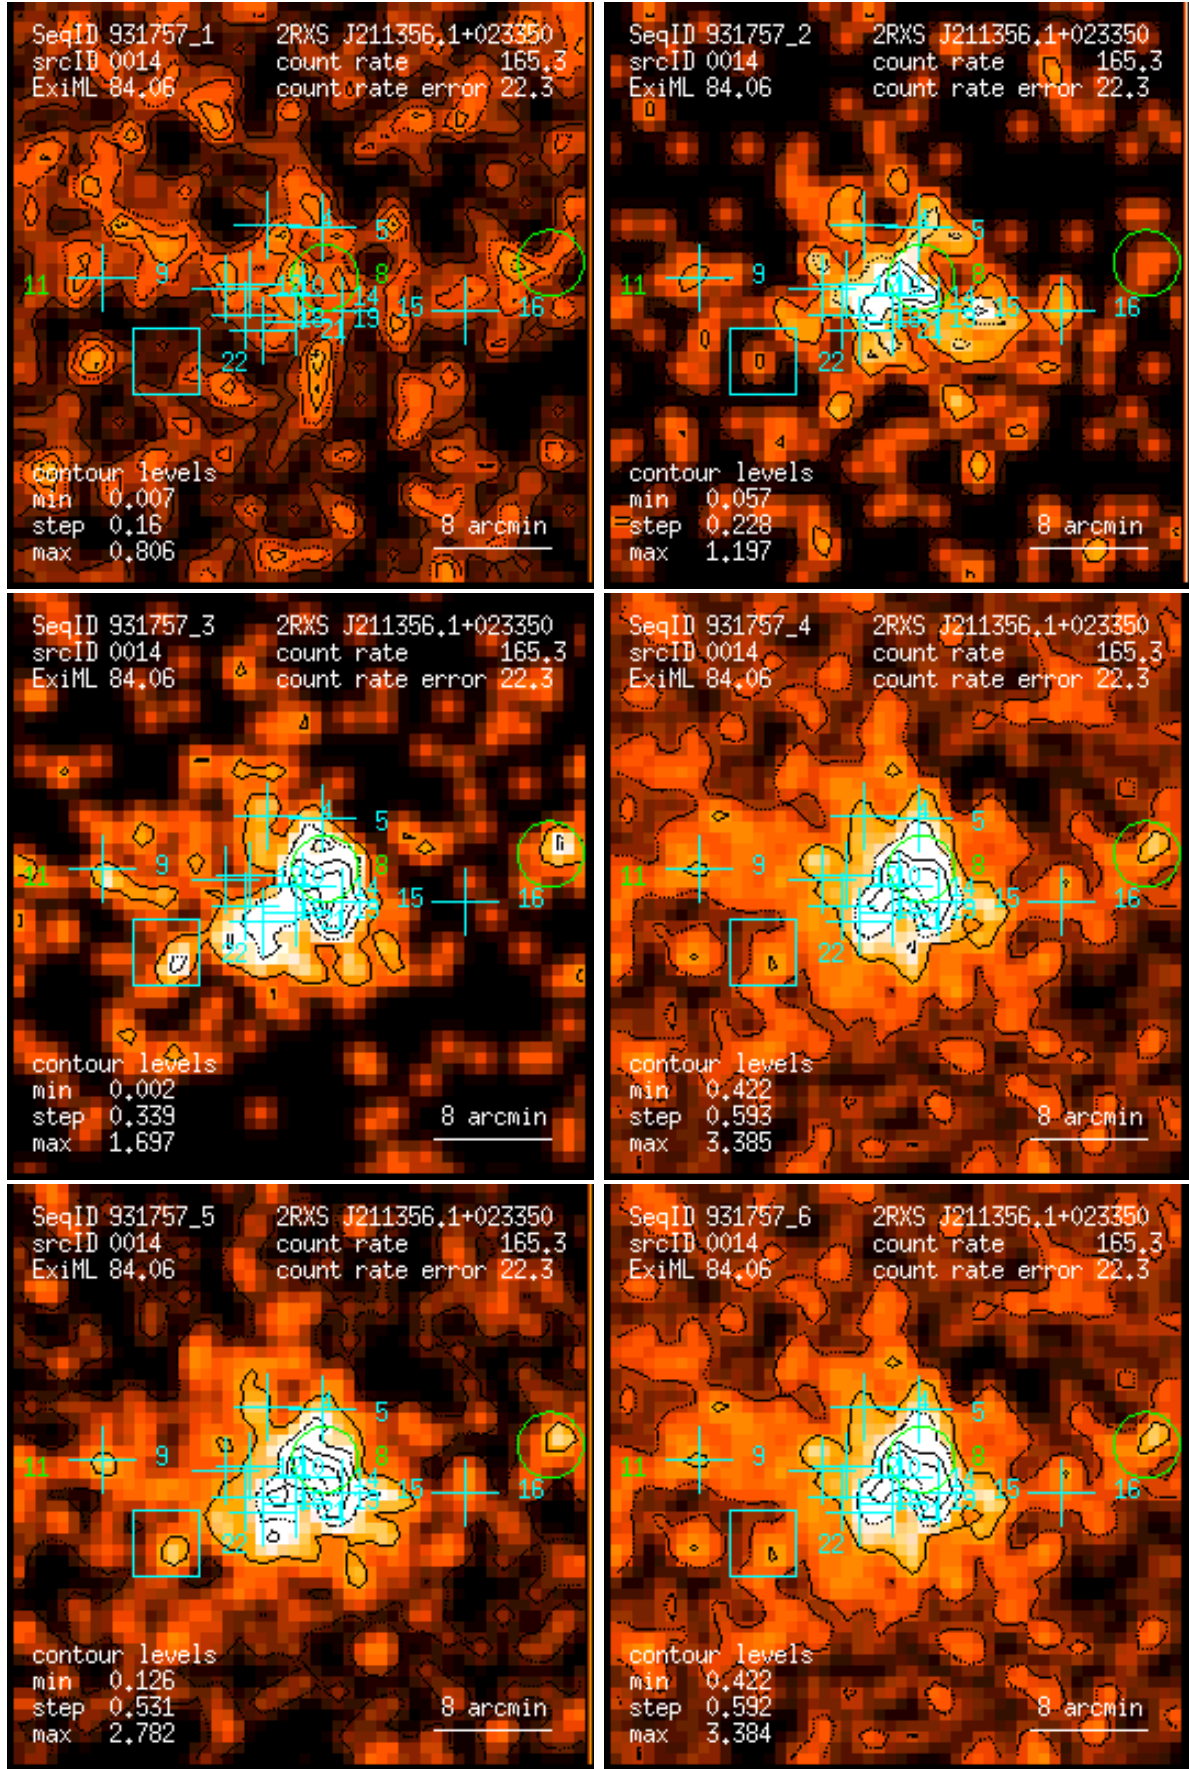 SeqID 931757_1 2RXS J211356.1+023350
srcID 0014 count rate 165.3
ExiML 84.06 count rate error 22.3
4
5
9 8
11 10
14
15 16
18 19
21
22
contour levels
min 0.007
step 0.16
max 0.806
8 arcmin
SeqID 931757_2 2RXS J211356.1+023350
srcID 0014 count rate 165.3
ExiML 84.06 count rate error 22.3
5
9 8
11
15 16
21
22
contour levels
min 0.057
step 0.228
max 1.197
8 arcmin
SeqID 931757_3 2RXS J211356.1+023350
srcID 0014 count rate 165.3
ExiML 84.06 count rate error 22.3
4
5
9 8
11
15 16
22
contour levels
min 0.002
step 0.339
max 1.697
8 arcmin
SeqID 931757_4 2RXS J211356.1+023350
srcID 0014 count rate 165.3
ExiML 84.06 count rate error 22.3
5
9 8
11 10
15 16
22
contour levels
min 0.422
step 0.593
max 3.385
8 arcmin
SeqID 931757_5 2RXS J211356.1+023350
srcID 0014 count rate 165.3
ExiML 84.06 count rate error 22.3
5
9 8
11 10
15 16
22
contour levels
min 0.126
step 0.531
max 2.782
8 arcmin
SeqID 931757_6 2RXS J211356.1+023350
srcID 0014 count rate 165.3
ExiML 84.06 count rate error 22.3
5
9 8
11 10
15 16
22
contour levels
min 0.422
step 0.592
max 3.384
8 arcmin